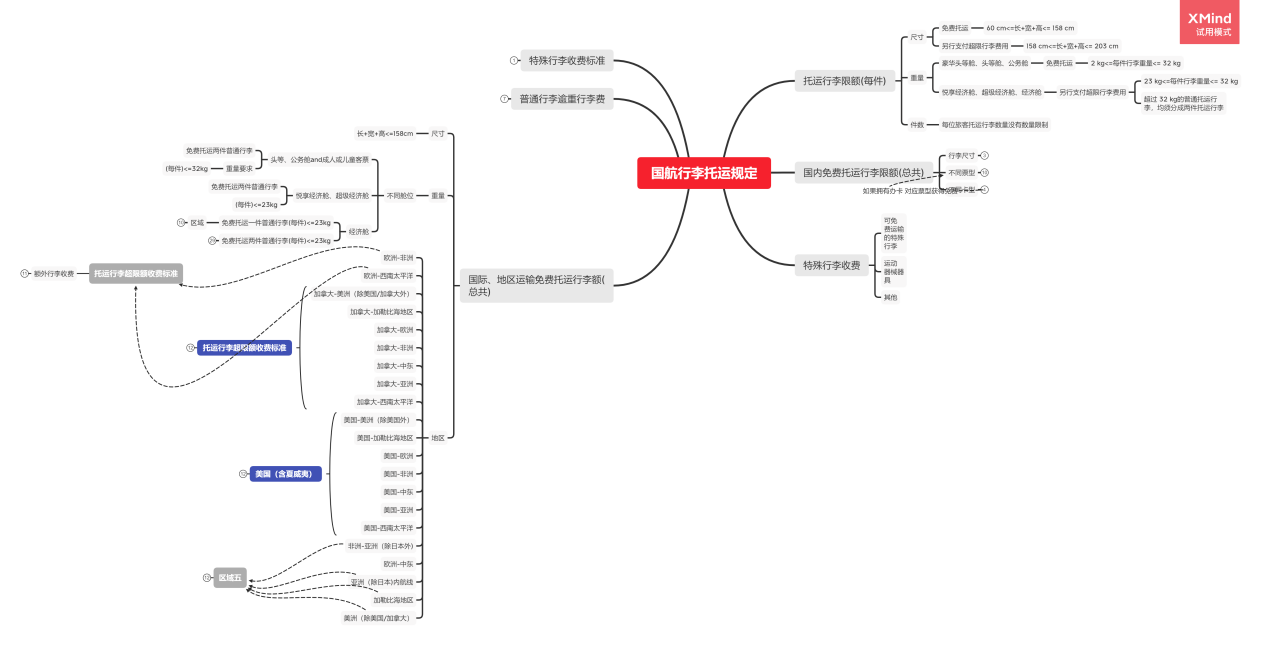 XMind
试用模式
国航行李托运规定
托运行李限额(每件)
尺寸
免费托运
60 cm<=长+宽+高<= 158 cm
另行支付超限行李费用
158 cm<=长+宽+高<= 203 cm
重量
豪华头等舱、头等舱、公务舱
免费托运
2 kg<=每件行李重量<= 32 kg
悦享经济舱、超级经济舱、经济舱
另行支付超限行李费用
23 kg<=每件行李重量<= 32 kg
超过 32 kg的普通托运行
李，均须分成两件托运行李
件数
每位旅客托运行李数量没有数量限制
国内免费托运行李限额(总共)
行李尺寸
不同票型
如果拥有办卡 对应票型获得免费
特殊行李收费
可免
费运输
的特殊
行李
运动
器械器
具
其他
特殊行李收费标准
1
普通行李逾重行李费
7
国际、地区运输免费托运行李额(
总共)
尺寸
长+宽+高<=158cm
重量
不同舱位
头等、公务舱and成人或儿童客票
免费托运两件普通行李
重量要求
(每件)<=32kg
悦享经济舱、超级经济舱
免费托运两件普通行李
(每件)<=23kg
经济舱
免费托运一件普通行李(每件)<=23kg
区域
免费托运两件普通行李(每件)<=23kg
地区
欧洲-非洲
欧洲-西南太平洋
加拿大-美洲（除美国/加拿大外）
加拿大-加勒比海地区
加拿大-欧洲
加拿大-非洲
加拿大-中东
加拿大-亚洲
加拿大-西南太平洋
美国-美洲（除美国外）
美国-加勒比海地区
美国-欧洲
美国-非洲
美国-中东
美国-亚洲
美国-西南太平洋
非洲-亚洲（除日本外）
欧洲-中东
亚洲（除日本)内航线
加勒比海地区
美洲（除美国/加拿大）
托运行李超限额收费标准
额外行李收费
11
托运行李超限额收费标准
12
美国（含夏威夷）
区域五